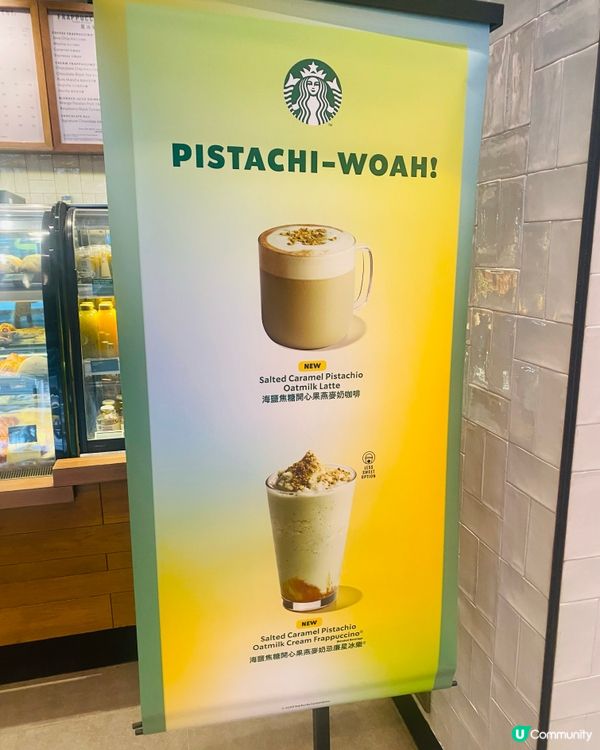 PISTACHI-WOAH!
NEW
Salted Caramel Pistachio
Oatmilk Latte
海鹽焦糖開心果燕麥奶咖啡
LESS
SWEET
OPTION
NEW
Salted Caramel Pistachio
Oatmilk Cream Frappuccino®
海鹽焦糖開心果燕麥奶忌廉星冰樂®
U Community